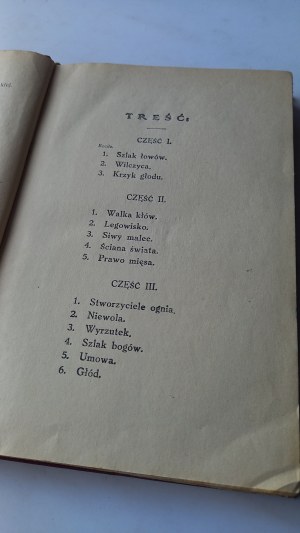 TREŚĆ:
CZĘŚĆ I.
1. Szlak łowów.
2. Wilczyca.
3. Krzyk głodu.
CZĘŚĆ II.
1. Walka kłów.
2. Legowisko.
3. Siwy malec.
4. Ściana świata.
5. Prawo mięsa.
CZĘŚĆ III.
1. Stworzyciele ognia.
2. Niewola.
3. Wyrzutek.
4. Szlak bogów.
5. Umowa.
6. Głód.